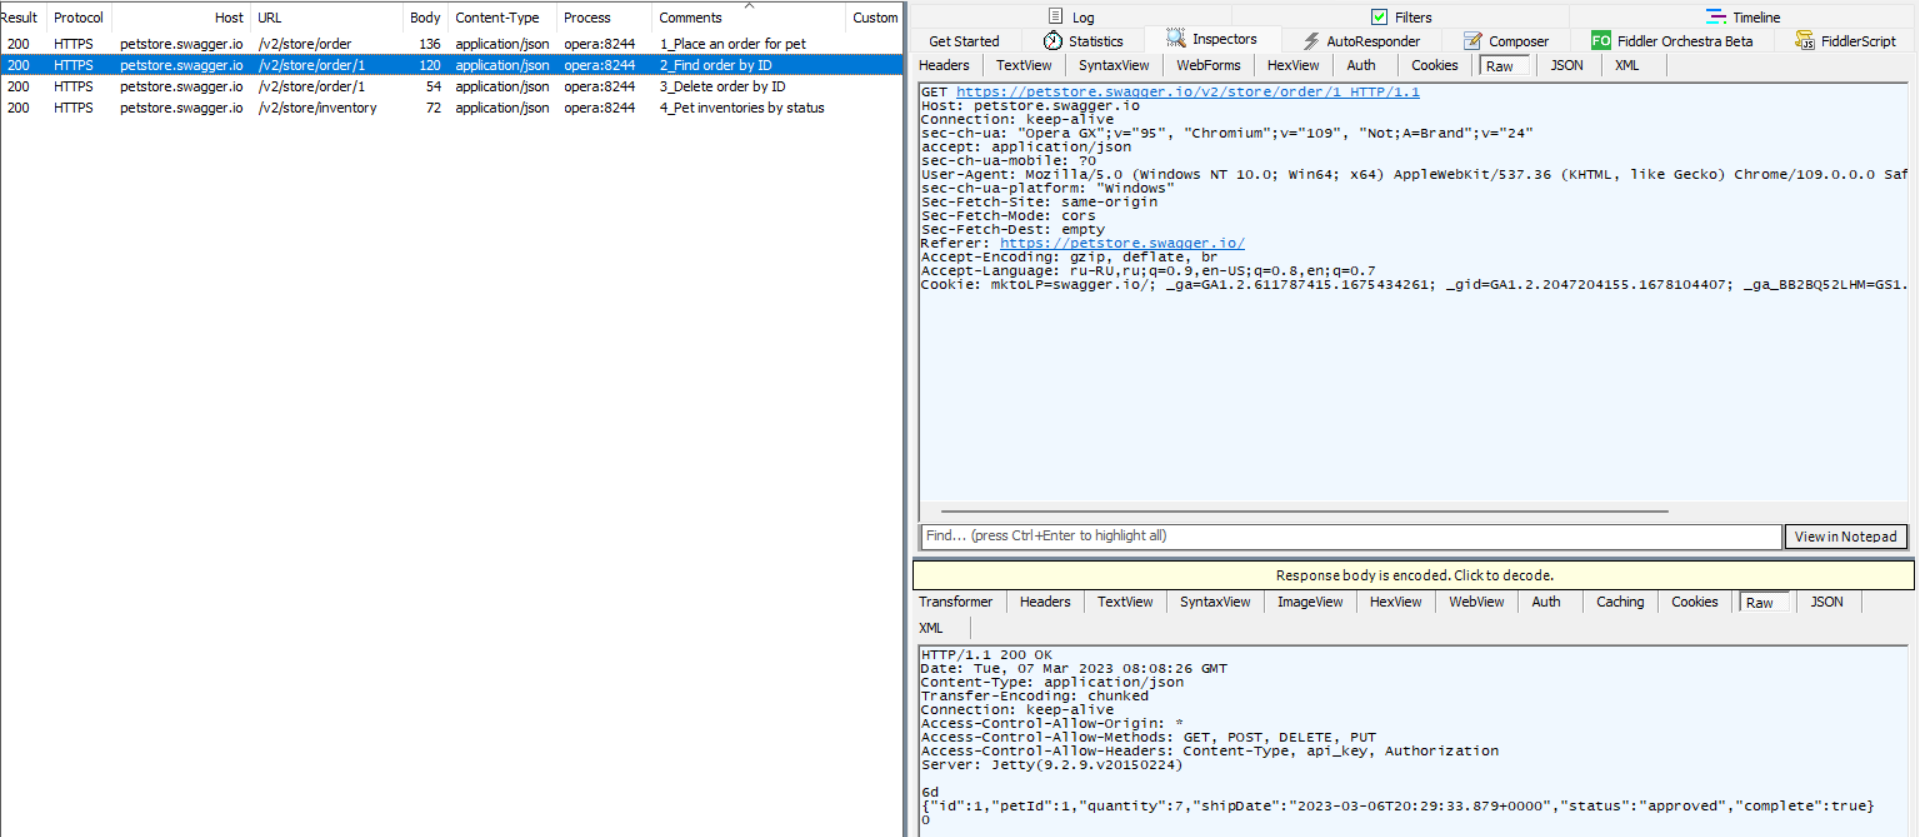 Result Protocol Host URL Body Content-Type Process Comments Custom
200 HTTPS petstore.swagger.io /v2/store/order 136 application/json opera:8244 1_Place an order for pet
200 HTTPS petstore.swagger.io /v2/store/order/1 120 application/json opera:8244 2_Find order by ID
200 HTTPS petstore.swagger.io /v2/store/order/1 54 application/json opera:8244 3_Delete order by ID
200 HTTPS petstore.swagger.io /v2/store/inventory 72 application/json opera:8244 4_Pet inventories by status
Log Filters Timeline
Get Started Statistics Inspectors AutoResponder Composer FO Fiddler Orchestra Beta JS FiddlerScript
Headers TextView SyntaxView WebForms HexView Auth Cookies Raw JSON XML
GET https://petstore.swagger.io/v2/store/order/1 HTTP/1.1
Host: petstore.swagger.io
Connection: keep-alive
sec-ch-ua: "Opera GX";v="95", "Chromium";v="109", "Not;A=Brand";v="24"
accept: application/json
sec-ch-ua-mobile: ?0
User-Agent: Mozilla/5.0 (Windows NT 10.0; Win64; x64) AppleWebKit/537.36 (KHTML, like Gecko) Chrome/109.0.0.0 Saf
sec-ch-ua-platform: "Windows"
Sec-Fetch-Site: same-origin
Sec-Fetch-Mode: cors
Sec-Fetch-Dest: empty
Referer: https://petstore.swagger.io/
Accept-Encoding: gzip, deflate, br
Accept-Language: ru-RU,ru;q=0.9,en-US;q=0.8,en;q=0.7
Cookie: mktoLP=swagger.io/; _ga=GA1.2.611787415.1675434261; _gid=GA1.2.2047204155.1678104407; _ga_BB2BQ52LHM=GS1.
Find... (press Ctrl+Enter to highlight all) View in Notepad
Response body is encoded. Click to decode.
Transformer Headers TextView SyntaxView ImageView HexView WebView Auth Caching Cookies Raw JSON
XML
HTTP/1.1 200 OK
Date: Tue, 07 Mar 2023 08:08:26 GMT
Content-Type: application/json
Transfer-Encoding: chunked
Connection: keep-alive
Access-Control-Allow-Origin: *
Access-Control-Allow-Methods: GET, POST, DELETE, PUT
Access-Control-Allow-Headers: Content-Type, api_key, Authorization
Server: Jetty(9.2.9.v20150224)
6d
{"id":1,"petId":1,"quantity":7,"shipDate":"2023-03-06T20:29:33.879+0000","status":"approved","complete":true}
0